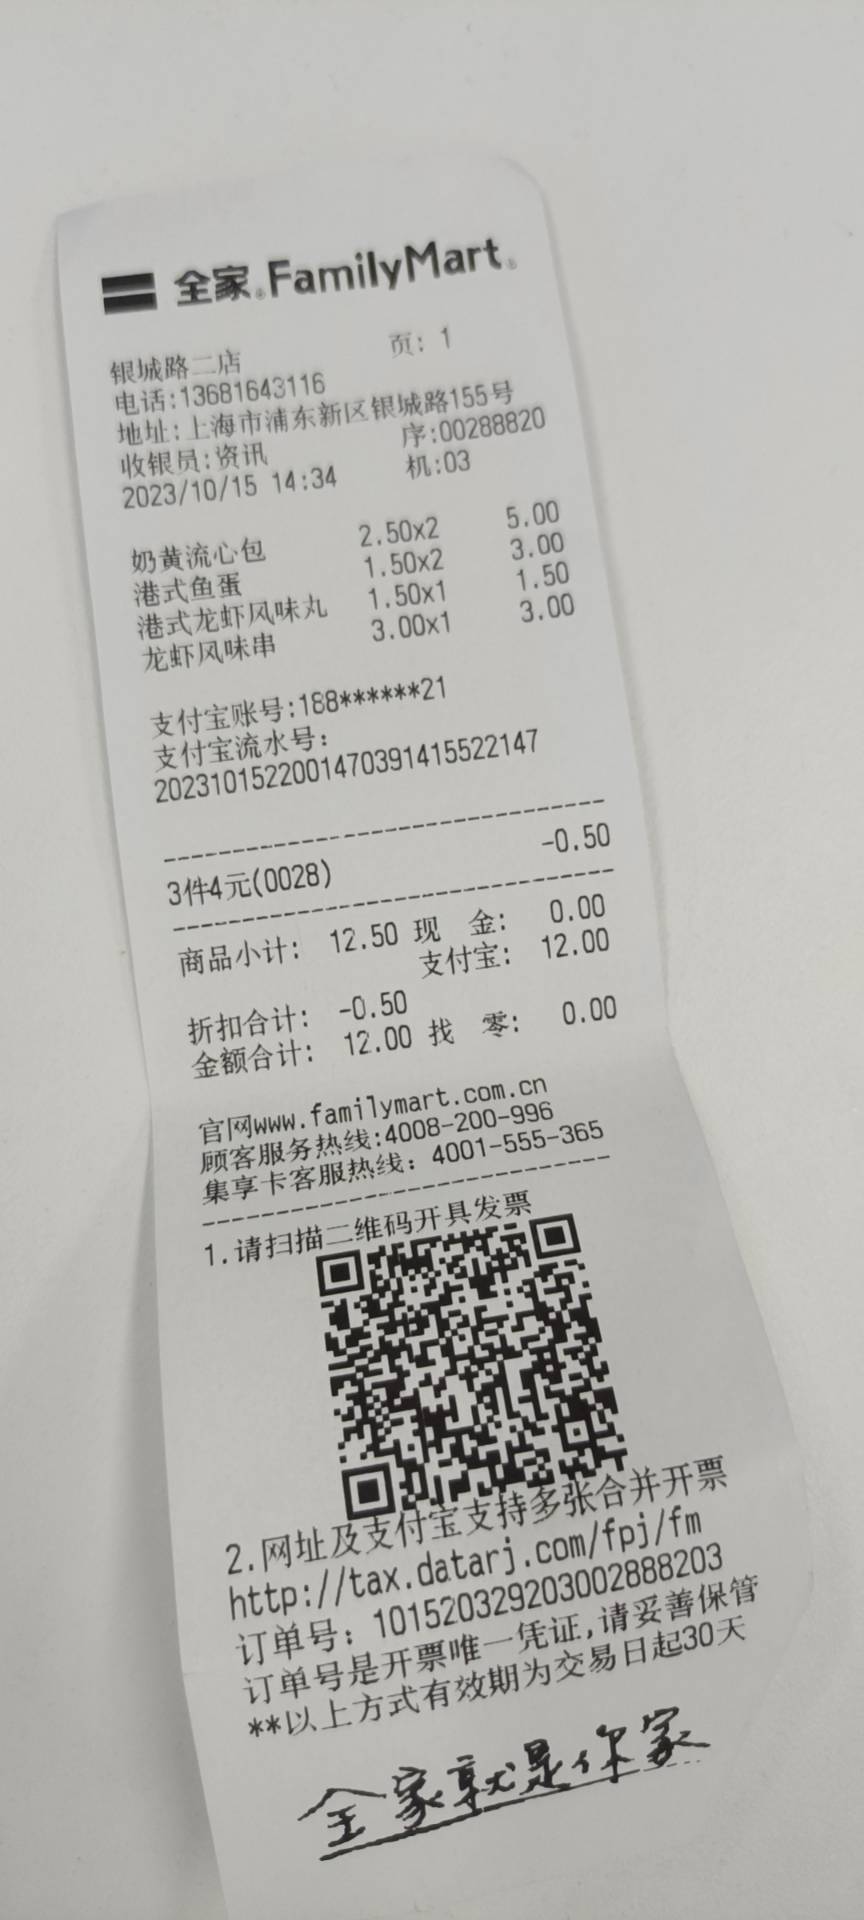 全家®FamilyMart®
页: 1
银城路二店
电话:13681643116
地址:上海市浦东新区银城路155号
收银员:资讯 序:00288820
2023/10/15 14:34 机:03
奶黄流心包 2.50x2 5.00
港式鱼蛋 1.50x2 3.00
港式龙虾风味丸 1.50x1 1.50
龙虾风味串 3.00x1 3.00
支付宝账号:188******21
支付宝流水号:
2023101522001470391415522147
3件4元(0028) -0.50
商品小计: 12.50 现 金: 0.00
支付宝: 12.00
折扣合计: -0.50
金额合计: 12.00 找 零: 0.00
官网www.familymart.com.cn
顾客服务热线:4008-200-996
集享卡客服热线: 4001-555-365
1.请扫描二维码开具发票
2.网址及支付宝支持多张合并开票
http://tax.datarj.com/fpj/fm
订单号: 101520329203002888203
订单号是开票唯一凭证,请妥善保管
**以上方式有效期为交易日起30天
全家就是你家